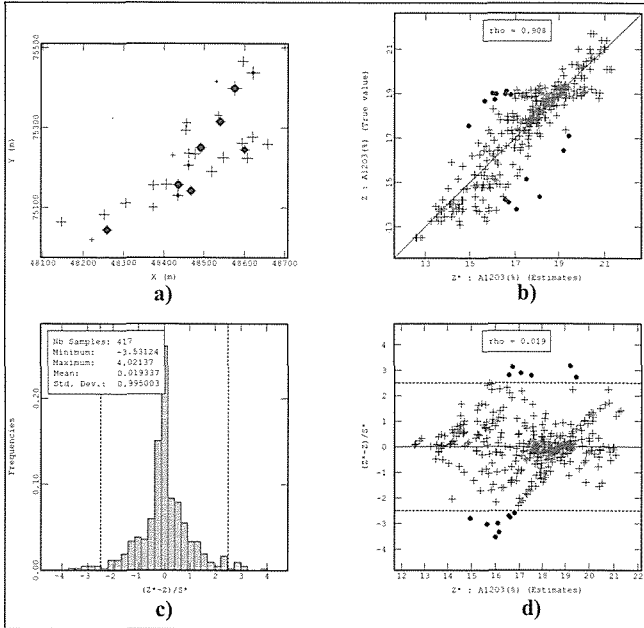 75500
75300
75100
Y (m)
48100
48200
48300
48400
48500
48600
48700
X (m)
a)
rho = 0.908
21
19
17
15
13
Z : Al2O3(%) (True value)
13
15
17
19
21
Z* : Al2O3(%) (Estimates)
b)
Nb Samples: 417
Minimum: -3.53124
Maximum: 4.02137
Mean: 0.019337
Std. Dev.: 0.995003
0.20
0.10
0.00
Frequencies
-4 -3 -2 -1 0 1 2 3 4
(Z*-Z)/S*
c)
rho = 0.019
4
3
2
1
0
-1
-2
-3
-4
(Z*-Z)/S*
12 13 14 15 16 17 18 19 20 21 22
Z* : Al2O3(%) (Estimates)
d)